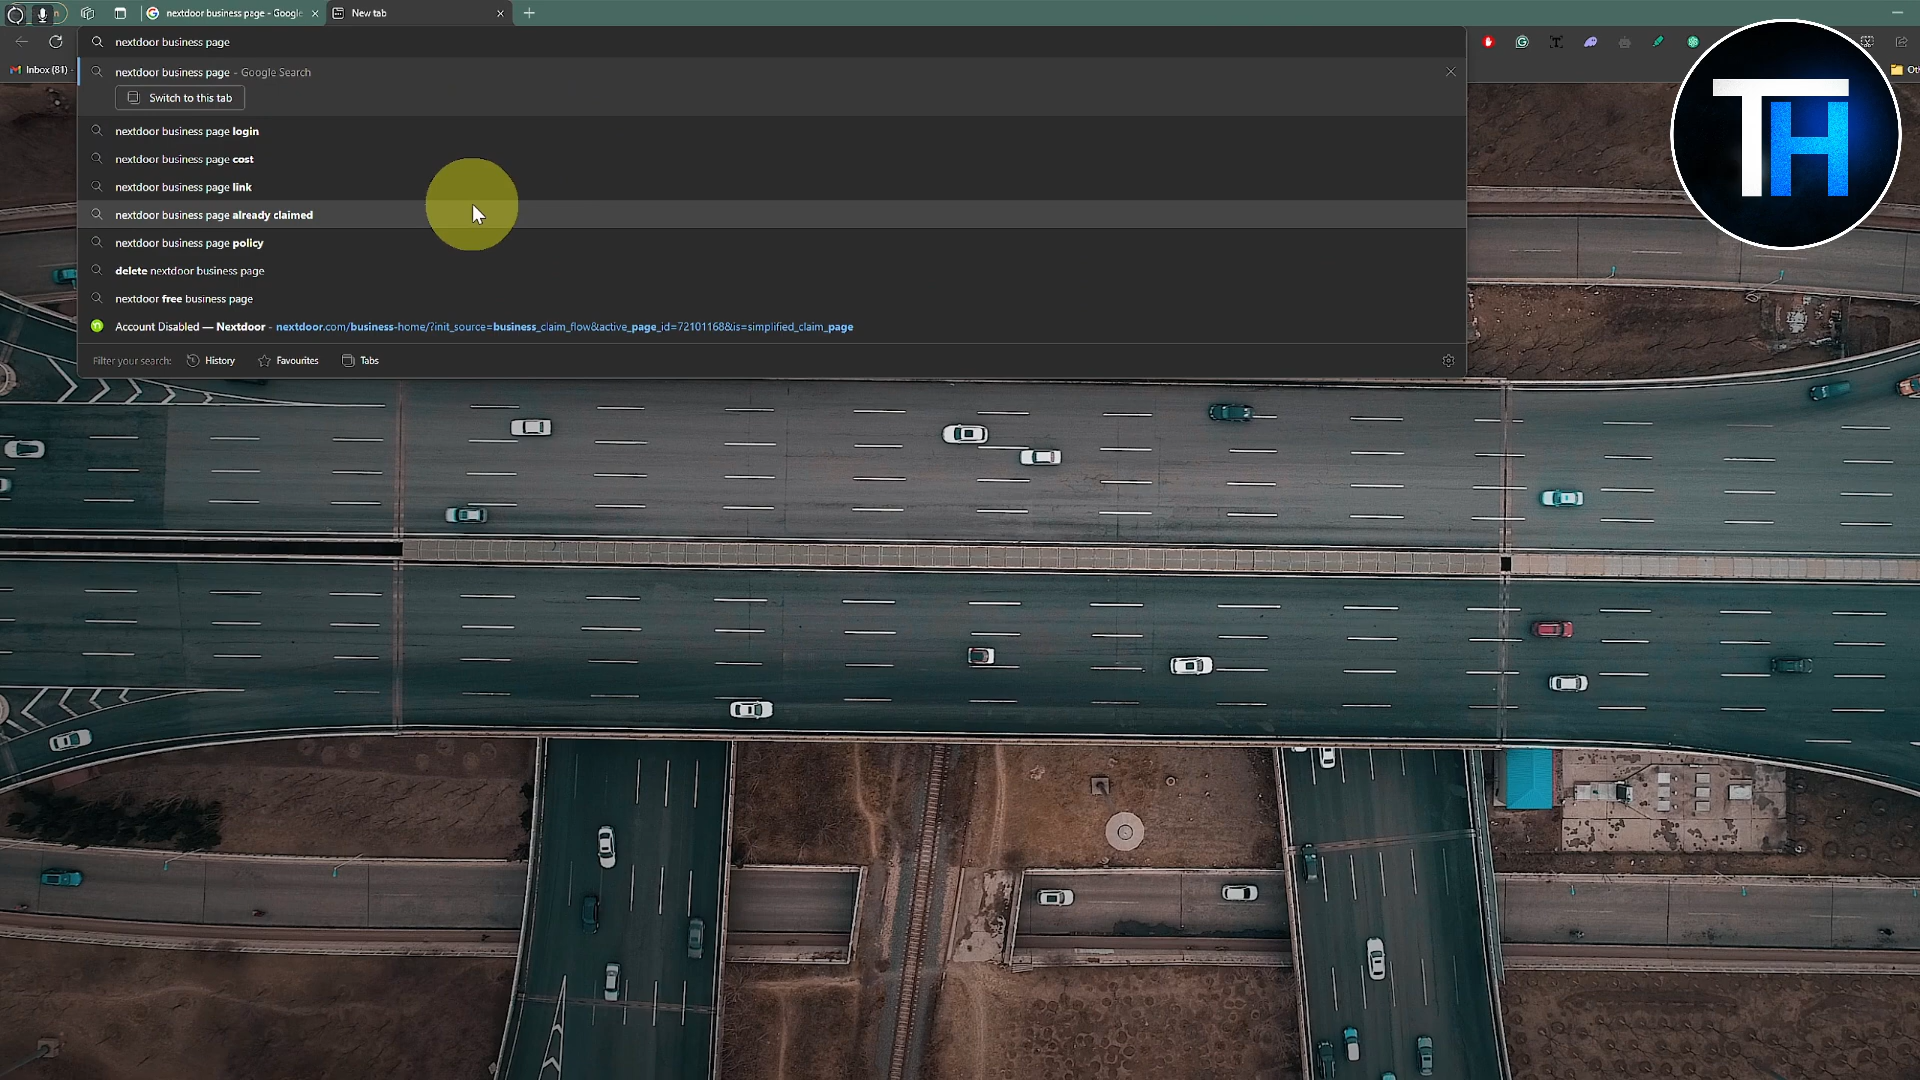 nextdoor business page - Google
New tab
nextdoor business page
Inbox (81)
nextdoor business page - Google Search
Switch to this tab
nextdoor business page login
nextdoor business page cost
nextdoor business page link
nextdoor business page already claimed
nextdoor business page policy
delete nextdoor business page
nextdoor free business page
Account Disabled — Nextdoor - nextdoor.com/business-home/?init_source=business_claim_flow&active_page_id=72101168&is=simplified_claim_page
Filter your search:
History
Favourites
Tabs
TH